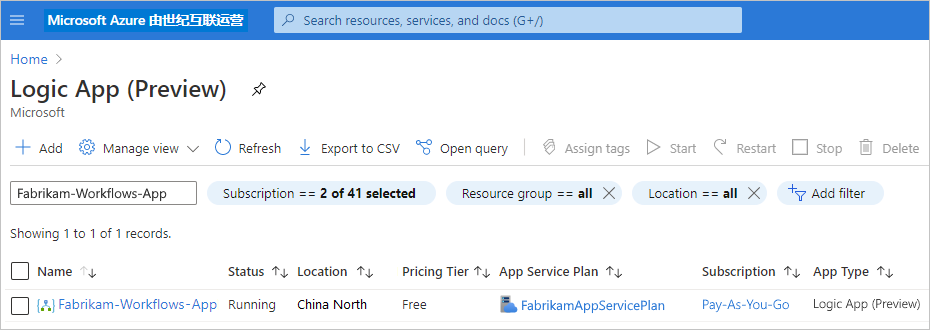 Microsoft Azure 由世纪互联运营 Search resources, services, and docs (G+/)
Home
Logic App (Preview)
Microsoft
Add Manage view Refresh Export to CSV Open query Assign tags Start Restart Stop Delete
Fabrikam-Workflows-App Subscription == 2 of 41 selected Resource group == all Location == all Add filter
Showing 1 to 1 of 1 records.
Name Status Location Pricing Tier App Service Plan Subscription App Type
Fabrikam-Workflows-App Running China North Free FabrikamAppServicePlan Pay-As-You-Go Logic App (Preview)